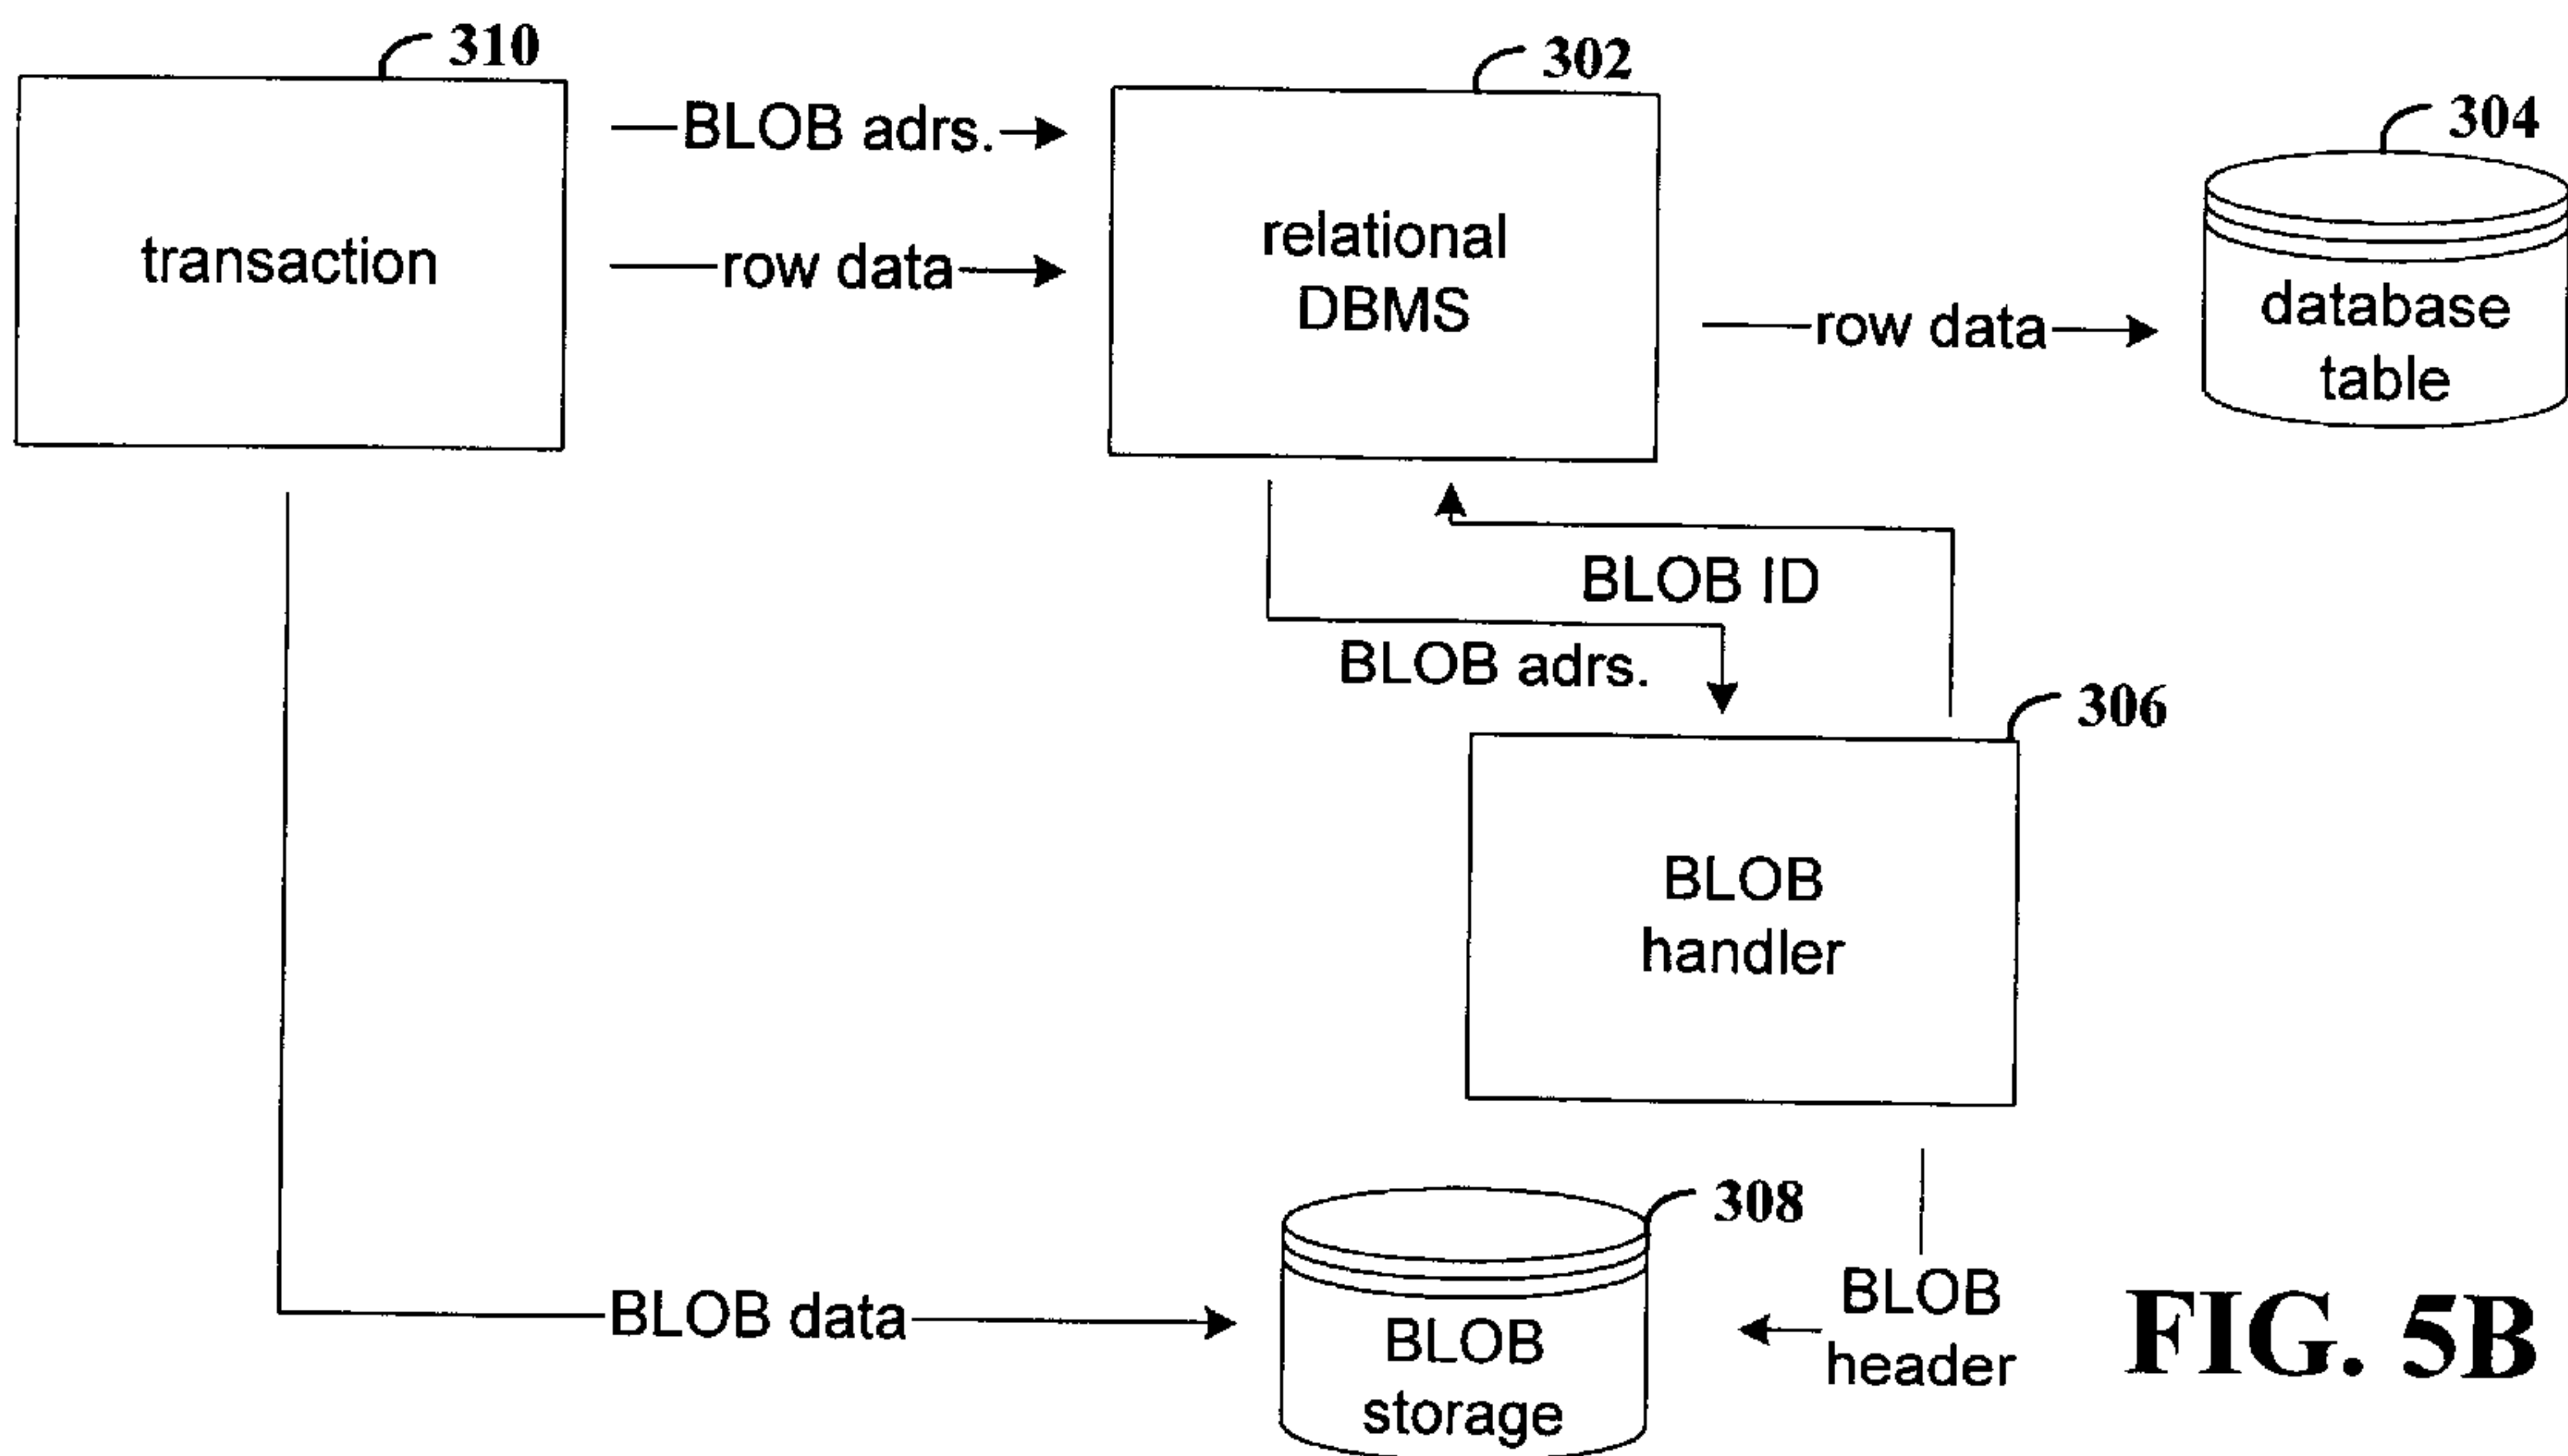 310
302
304
BLOB adrs.
row data
transaction
relational
DBMS
row data
database
table
BLOB ID
BLOB adrs.
306
BLOB
handler
308
BLOB data
BLOB
storage
BLOB
header
FIG. 5B